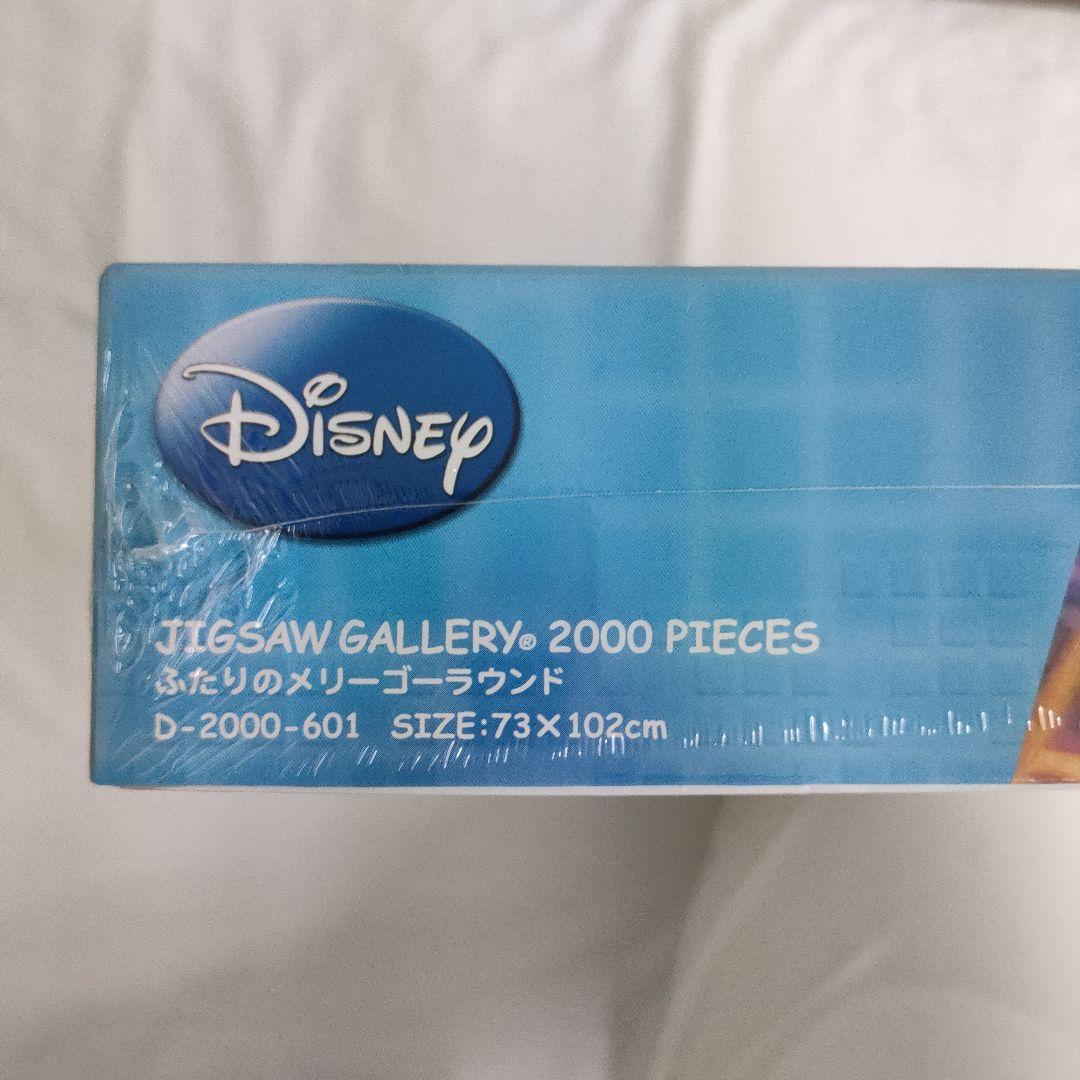 Disney
JIGSAW GALLERY® 2000 PIECES
ふたりのメリーゴーラウンド
D-2000-601 SIZE:73×102cm